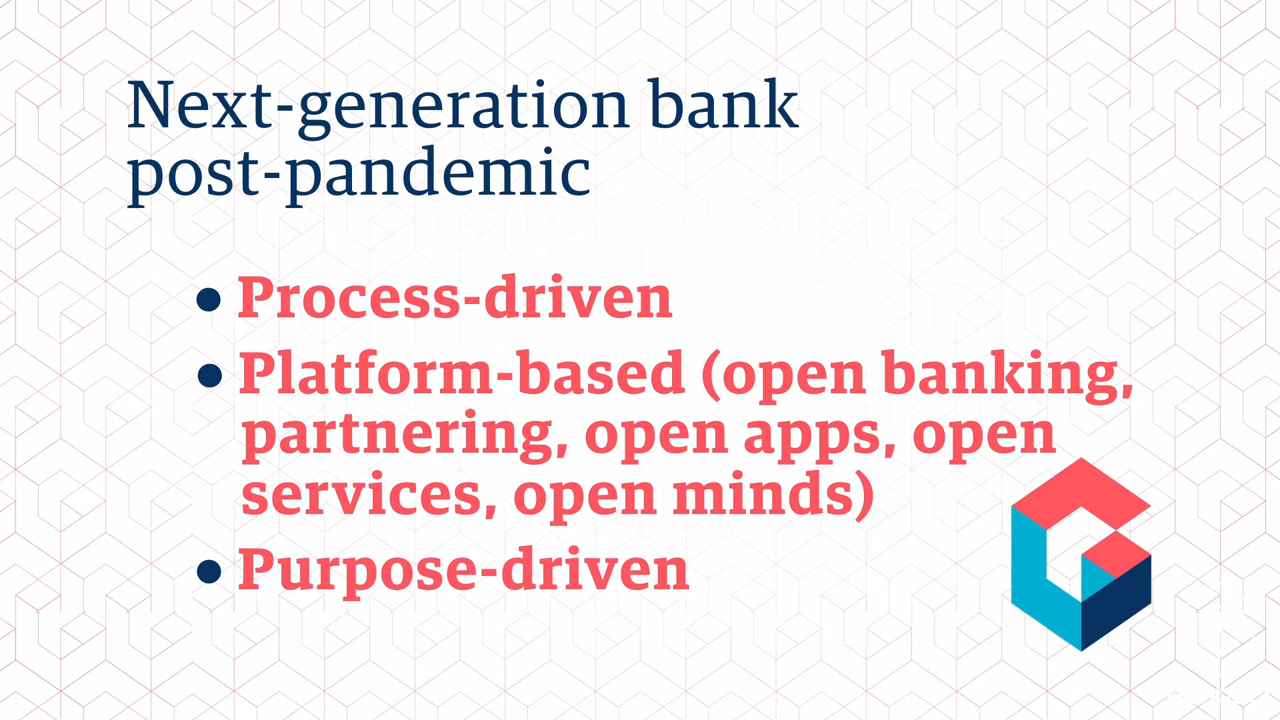 Next-generation bank
post-pandemic
• Process-driven
• Platform-based (open banking,
partnering, open apps, open
services, open minds)
• Purpose-driven